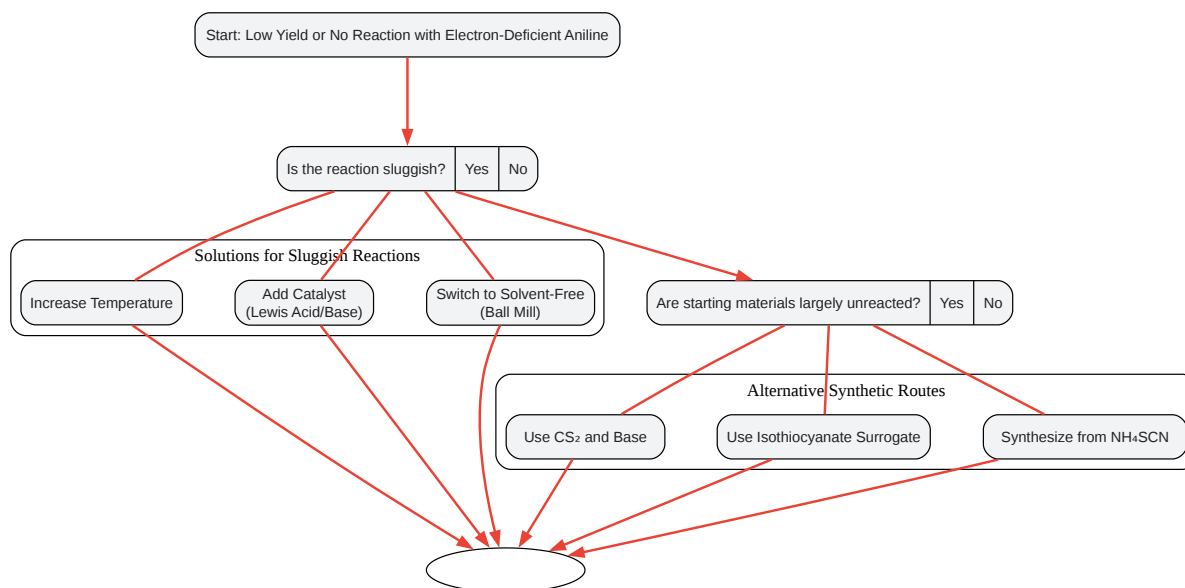 Start: Low Yield or No Reaction with Electron-Deficient Aniline
Is the reaction sluggish?
Yes
No
Solutions for Sluggish Reactions
Increase Temperature
Add Catalyst
(Lewis Acid/Base)
Switch to Solvent-Free
(Ball Mill)
Are starting materials largely unreacted?
Yes
No
Alternative Synthetic Routes
Use CS₂ and Base
Use Isothiocyanate Surrogate
Synthesize from NH₄SCN